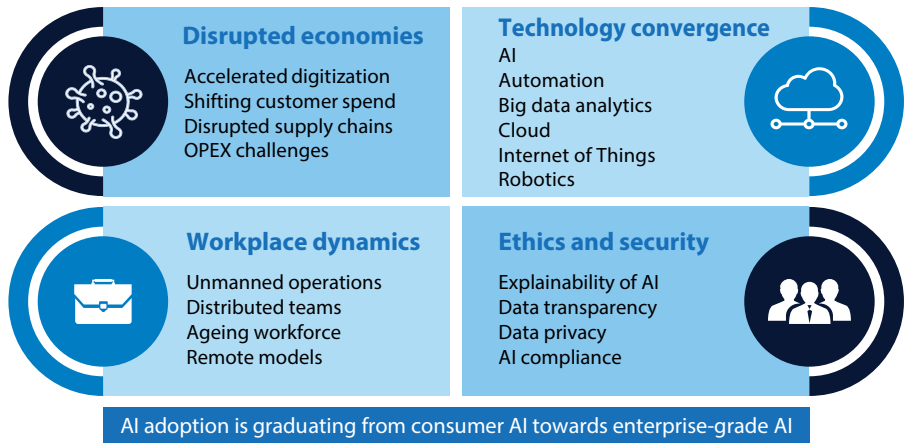 Disrupted economies
Accelerated digitization
Shifting customer spend
Disrupted supply chains
OPEX challenges
Technology convergence
AI
Automation
Big data analytics
Cloud
Internet of Things
Robotics
Workplace dynamics
Unmanned operations
Distributed teams
Ageing workforce
Remote models
Ethics and security
Explainability of AI
Data transparency
Data privacy
AI compliance
AI adoption is graduating from consumer AI towards enterprise-grade AI